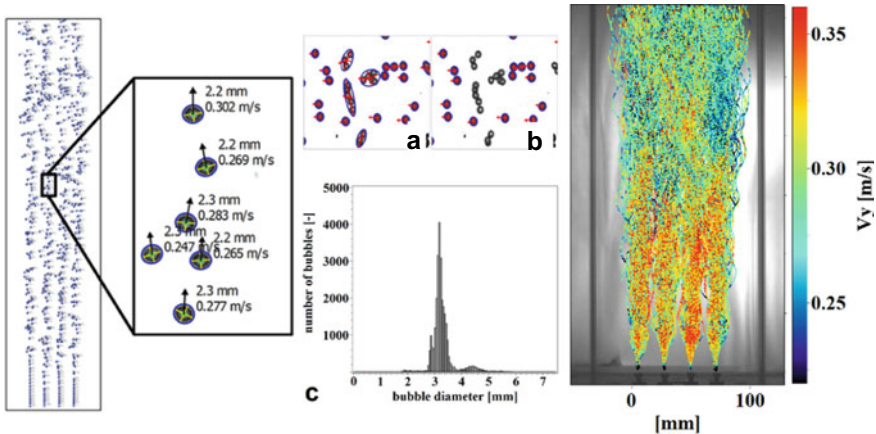 2.2 mm
0.302 m/s
2.2 mm
0.269 m/s
2.3 mm
0.283 m/s
2.3 mm
0.247 m/s
2.2 mm
0.265 m/s
2.3 mm
0.277 m/s
a
b
c
number of bubbles [-]
5000
4000
3000
2000
1000
0 1 2 3 4 5 6 7
bubble diameter [mm]
0 100
[mm]
0.35
0.30
0.25
Vy [m/s]